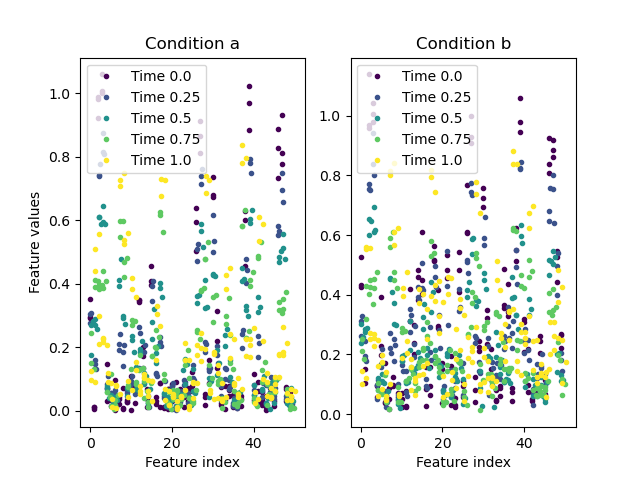 Condition a
Condition b
Time 0.0
Time 0.25
Time 0.5
Time 0.75
Time 1.0
Time 0.0
Time 0.25
Time 0.5
Time 0.75
Time 1.0
1.0
0.8
0.6
0.4
0.2
0.0
1.0
0.8
0.6
0.4
0.2
0.0
Feature values
0 20 40
0 20 40
Feature index
Feature index